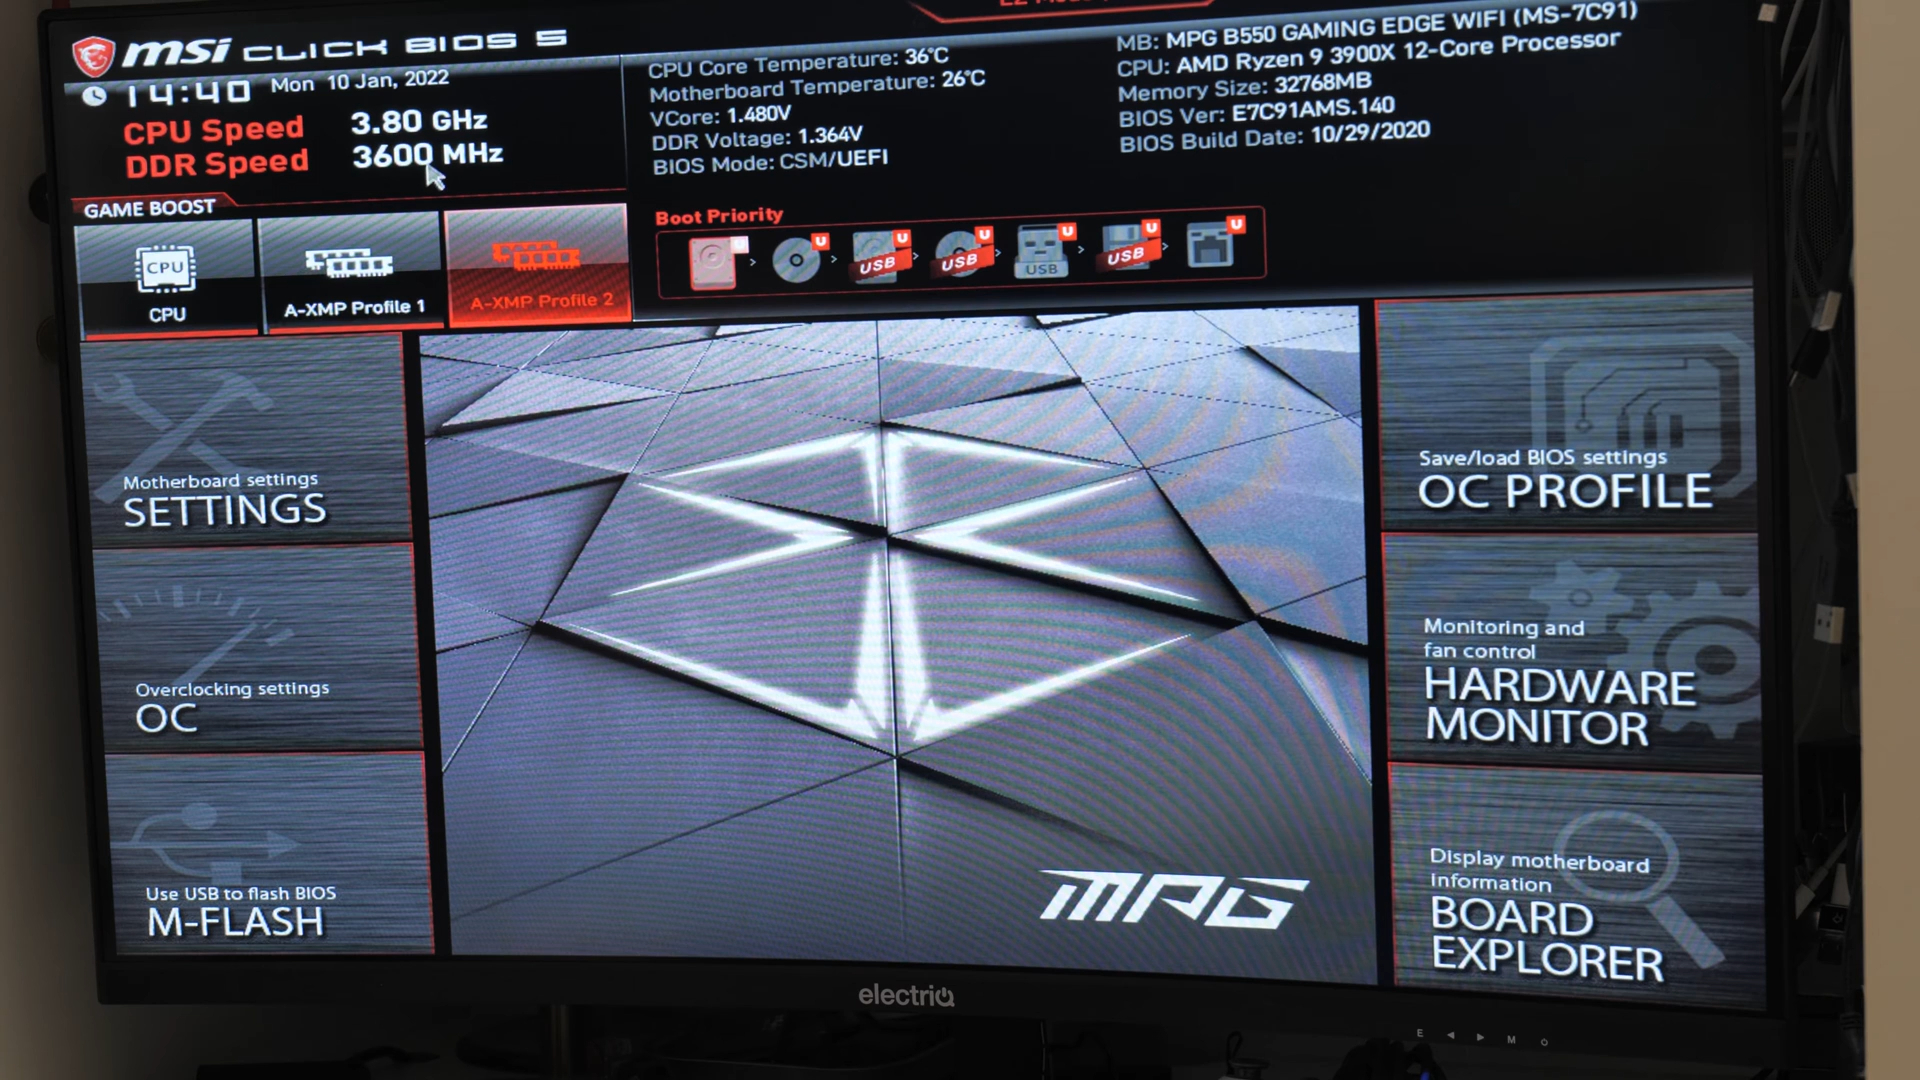 msi CLICK BIOS 5
14:40 Mon 10 Jan, 2022
CPU Speed 3.80 GHz
DDR Speed 3600 MHz
CPU Core Temperature: 36°C
Motherboard Temperature: 26°C
VCore: 1.480V
DDR Voltage: 1.364V
BIOS Mode: CSM/UEFI
MB: MPG B550 GAMING EDGE WIFI (MS-7C91)
CPU: AMD Ryzen 9 3900X 12-Core Processor
Memory Size: 32768MB
BIOS Ver: E7C91AMS.140
BIOS Build Date: 10/29/2020
GAME BOOST
CPU
CPU
A-XMP Profile 1
A-XMP Profile 2
Boot Priority
U U U U U U U
USB USB USB USB
Motherboard settings
SETTINGS
Overclocking settings
OC
Use USB to flash BIOS
M-FLASH
MPG
Save/load BIOS settings
OC PROFILE
Monitoring and
fan control
HARDWARE
MONITOR
Display motherboard
information
BOARD
EXPLORER
electriq
E M